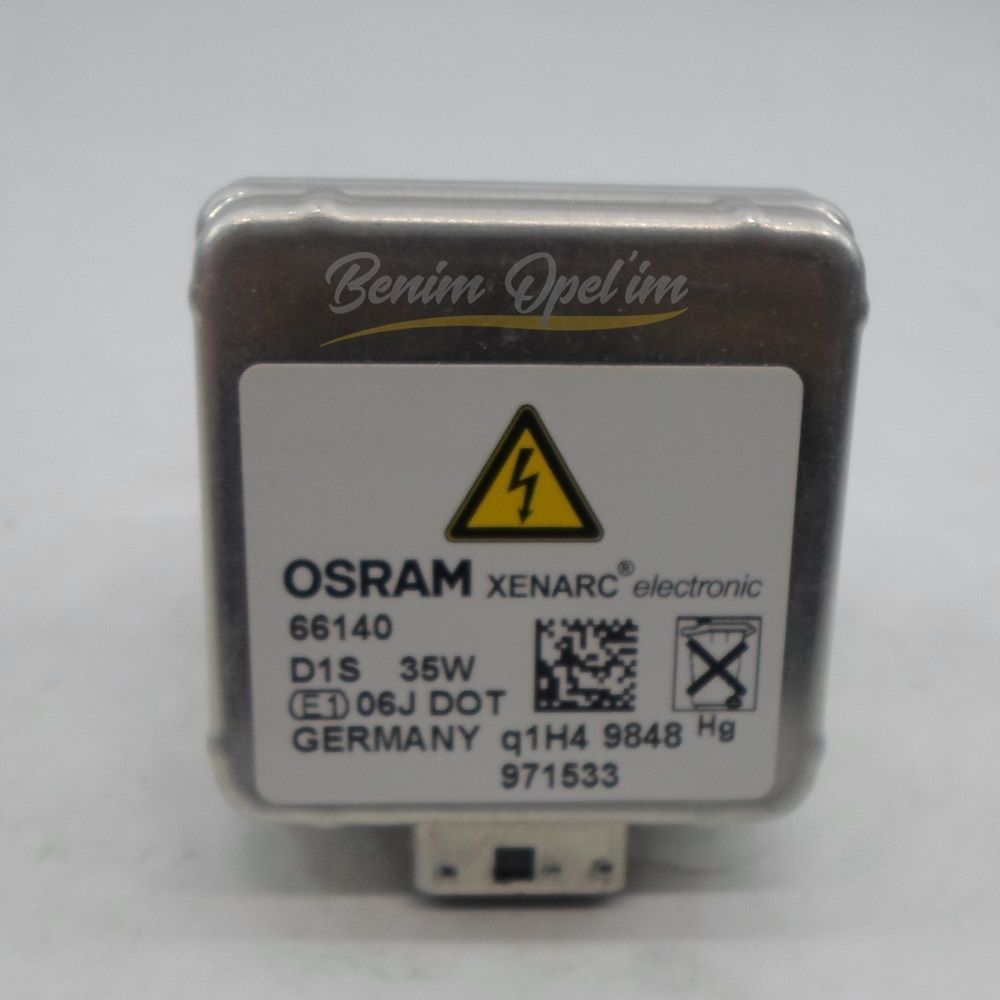 Benim Opel'im
OSRAM XENARC® electronic
66140
D1S 35W
E1 06J DOT
GERMANY q1H4 9848 Hg
971533